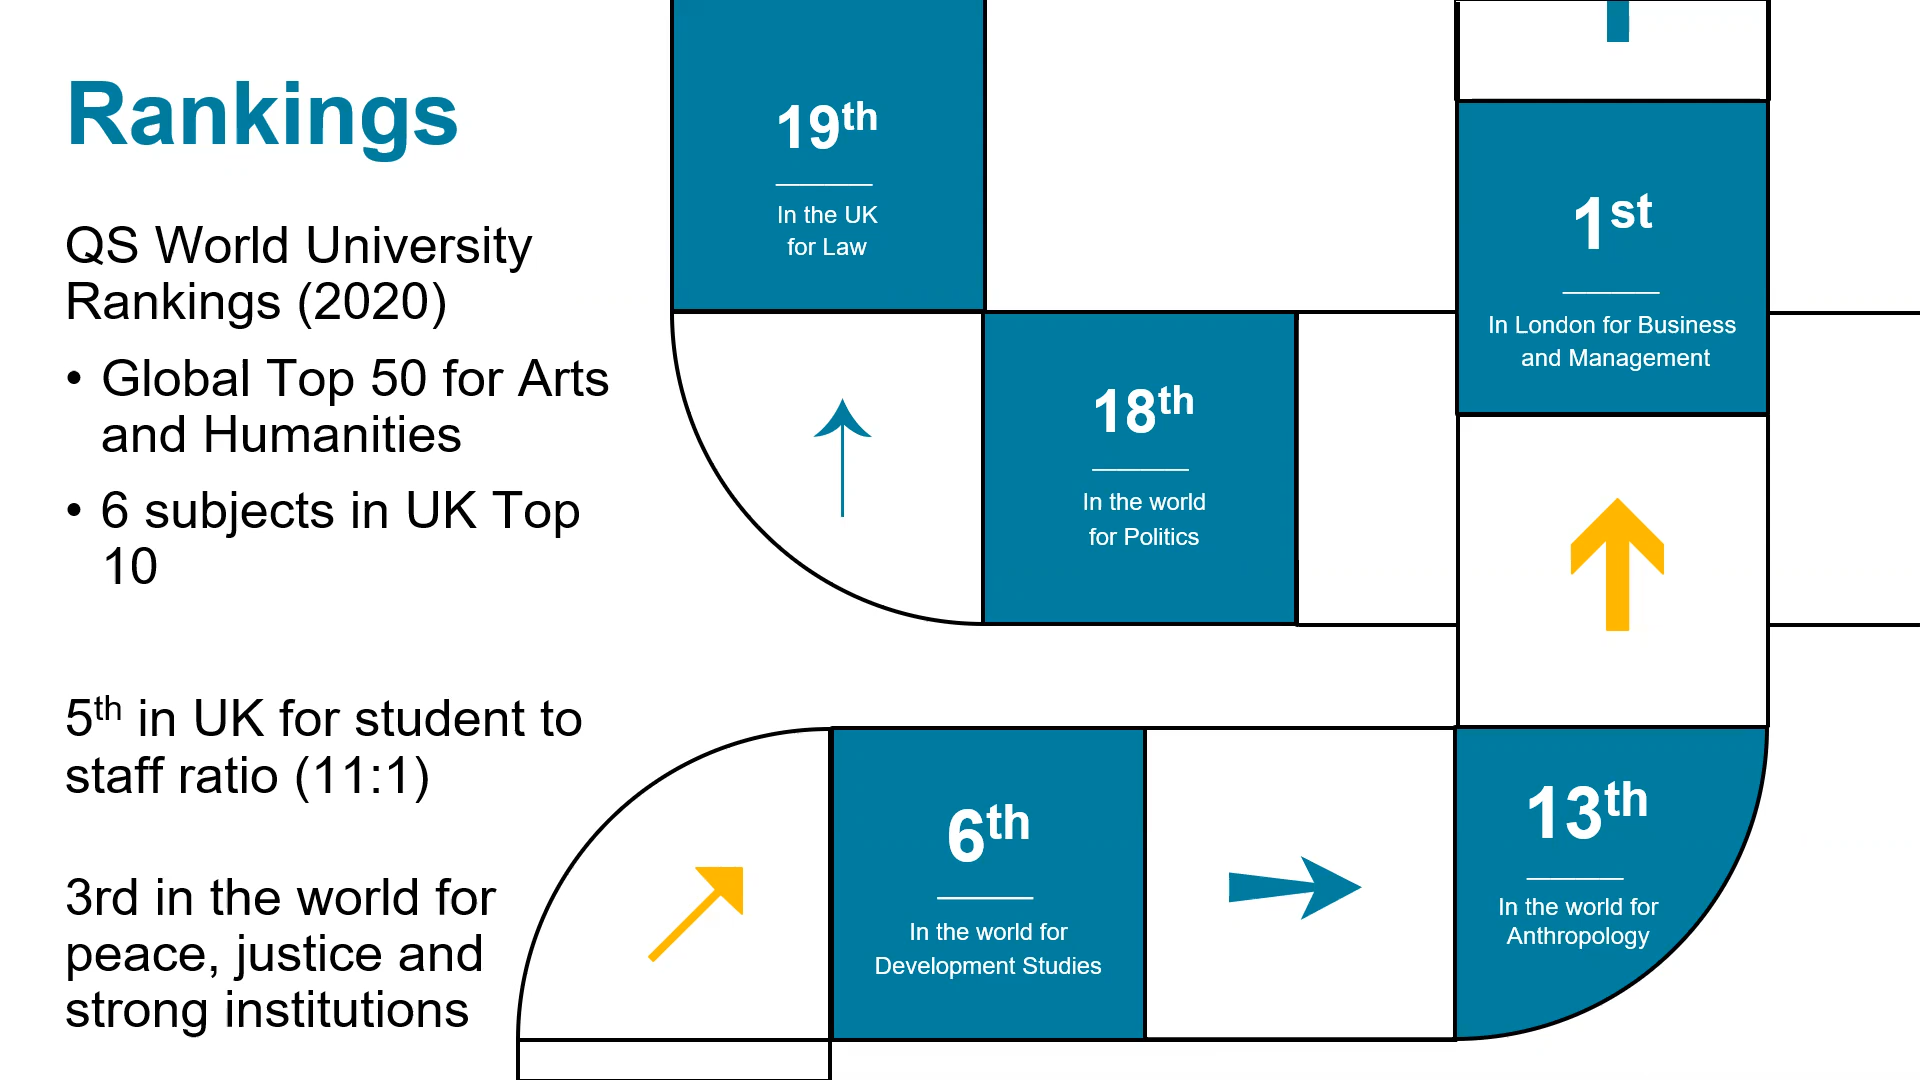 Rankings
QS World University
Rankings (2020)
• Global Top 50 for Arts
and Humanities
• 6 subjects in UK Top
10
5th in UK for student to
staff ratio (11:1)
3rd in the world for
peace, justice and
strong institutions
19th
In the UK
for Law
18th
In the world
for Politics
1st
In London for Business
and Management
6th
In the world for
Development Studies
13th
In the world for
Anthropology